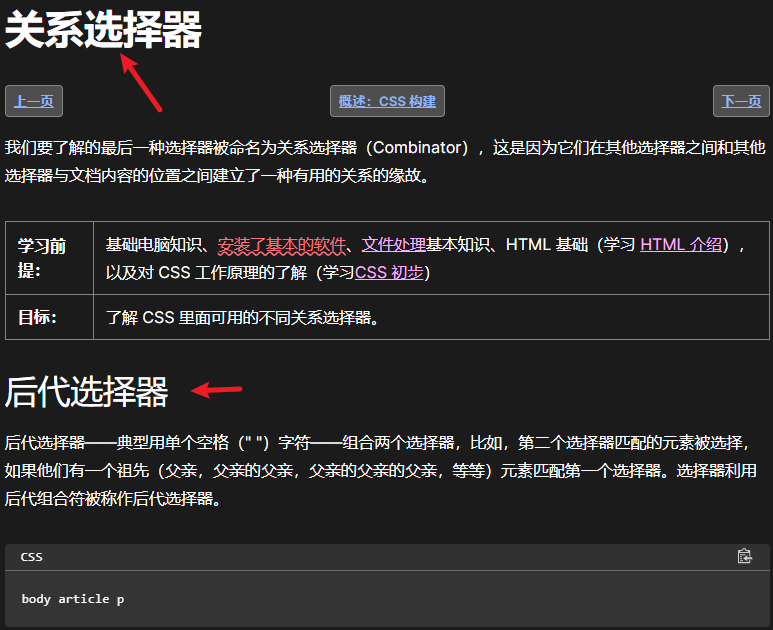 关系选择器
上一页
概述：CSS 构建
下一页
我们要了解的最后一种选择器被命名为关系选择器（Combinator），这是因为它们在其他选择器之间和其他
选择器与文档内容的位置之间建立了一种有用的关系的缘故。
学习前
提：
基础电脑知识、安装了基本的软件、文件处理基本知识、HTML 基础（学习 HTML 介绍），
以及对 CSS 工作原理的了解（学习CSS 初步）
目标：
了解 CSS 里面可用的不同关系选择器。
后代选择器
后代选择器——典型用单个空格（" "）字符——组合两个选择器，比如，第二个选择器匹配的元素被选择，
如果他们有一个祖先（父亲，父亲的父亲，父亲的父亲的父亲，等等）元素匹配第一个选择器。选择器利用
后代组合符被称作后代选择器。
CSS
body article p